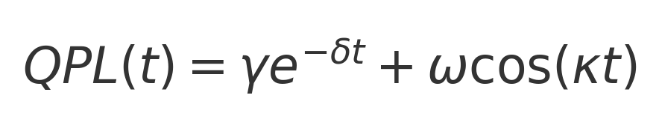 QPL(t) = γe^{−δt} + ωcos(κt)